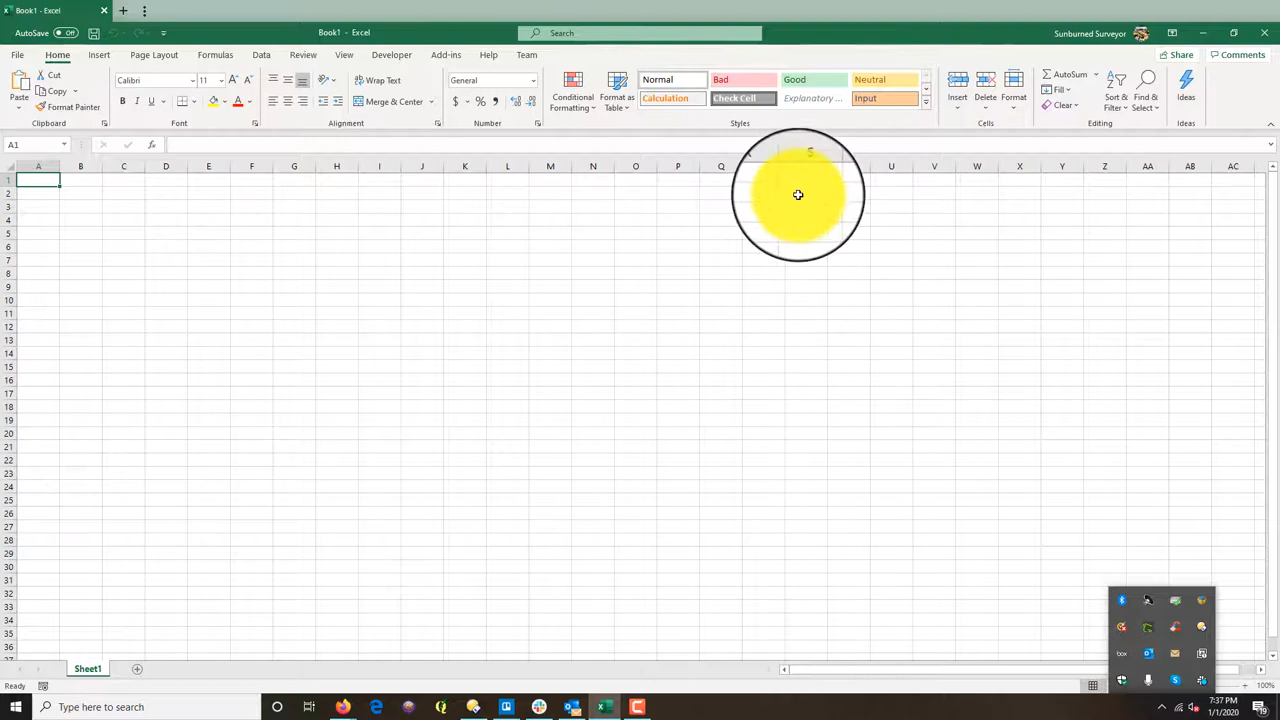 Book1 - Excel
AutoSave Off Book1 - Excel Search Sunburned Surveyor
File Home Insert Page Layout Formulas Data Review View Add-ins Help Team Share Comments
Paste Cut Copy Format Painter Clipboard
Calibri 11 B I U Font
Wrap Text Merge & Center Alignment
General $ % Number
Conditional Formatting Format as Table
Normal Bad Good Neutral
Calculation Check Cell Explanatory ... Input
Styles
Insert Delete Format Cells
AutoSum Fill Clear Sort & Filter Find & Select Editing
Ideas Ideas
A1 fx
A B C D E F G H I J K L M N O P Q S U V W X Y Z AA AB AC
1
2
3
4
5
6
7
8
9
10
11
12
13
14
15
16
17
18
19
20
21
22
23
24
25
26
27
28
29
30
31
32
33
34
35
36
37
box
Sheet1
Ready 100%
Type here to search 7:37 PM
1/1/2020